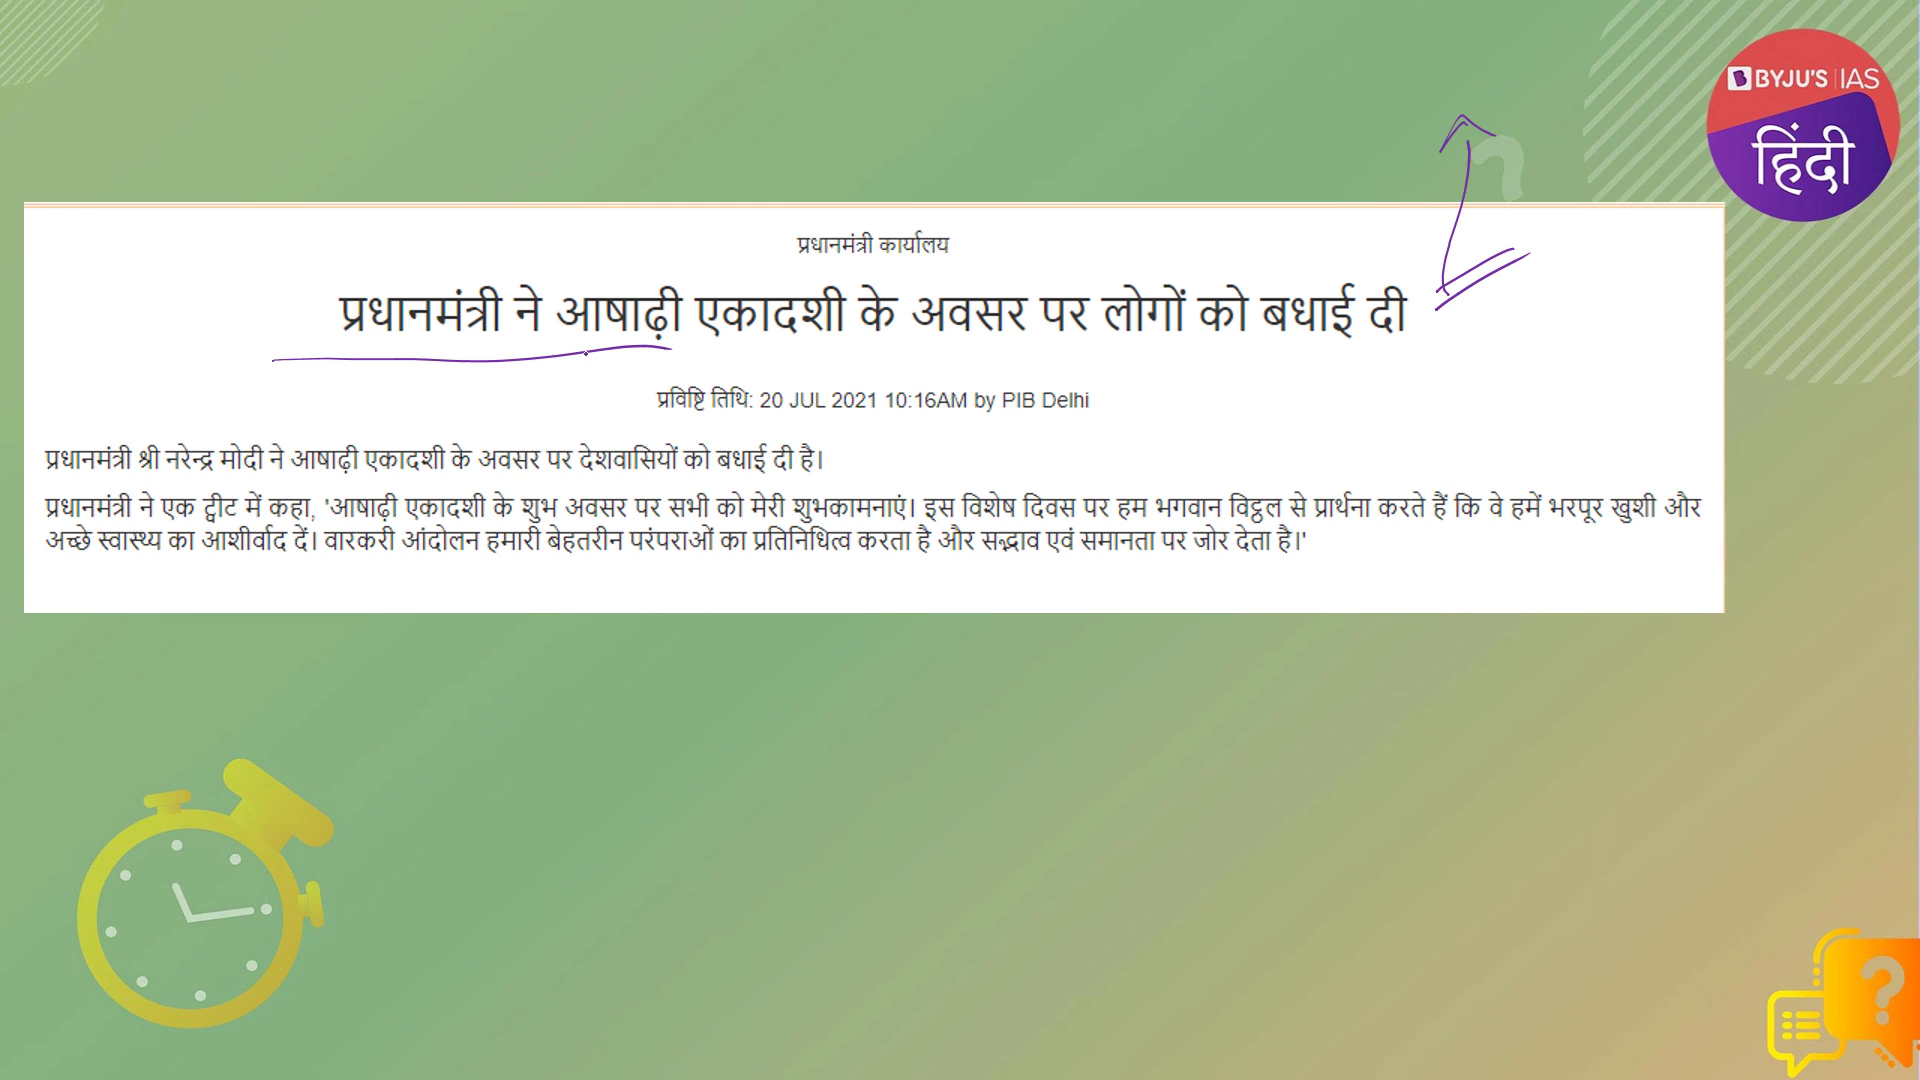 BYJU'S IAS
हिंदी
प्रधानमंत्री कार्यालय
प्रधानमंत्री ने आषाढ़ी एकादशी के अवसर पर लोगों को बधाई दी
प्रविष्टि तिथि: 20 JUL 2021 10:16AM by PIB Delhi
प्रधानमंत्री श्री नरेन्द्र मोदी ने आषाढ़ी एकादशी के अवसर पर देशवासियों को बधाई दी है।
प्रधानमंत्री ने एक ट्वीट में कहा, 'आषाढ़ी एकादशी के शुभ अवसर पर सभी को मेरी शुभकामनाएं। इस विशेष दिवस पर हम भगवान विट्ठल से प्रार्थना करते हैं कि वे हमें भरपूर खुशी और
अच्छे स्वास्थ्य का आशीर्वाद दें। वारकरी आंदोलन हमारी बेहतरीन परंपराओं का प्रतिनिधित्व करता है और सद्भाव एवं समानता पर जोर देता है।'